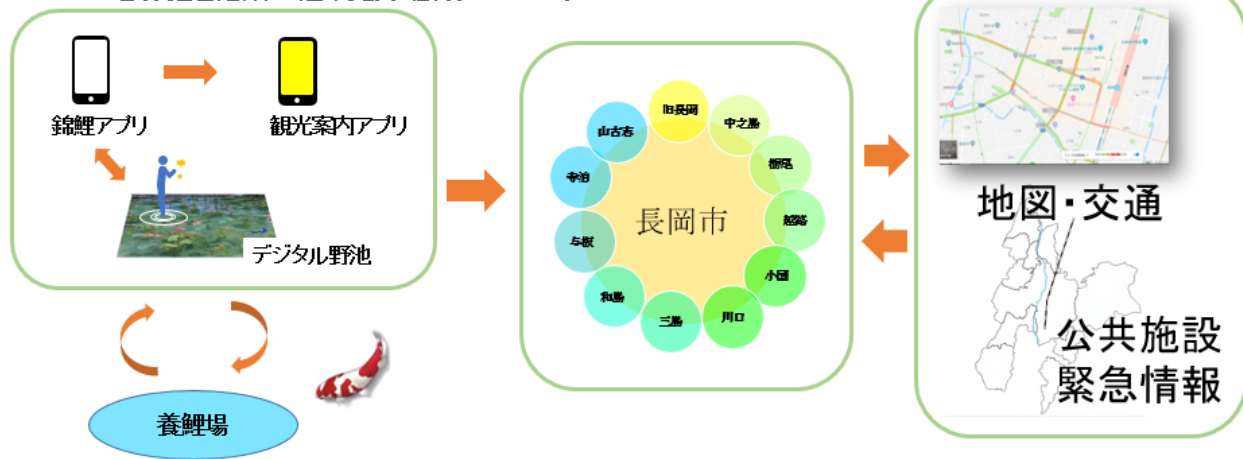 錦鯉アプリ
観光案内アプリ
デジタル野池
養鯉場
長岡市
旧長岡
中之島
栃尾
越路
小国
川口
三島
和島
与板
寺泊
山古志
地図・交通
公共施設
緊急情報